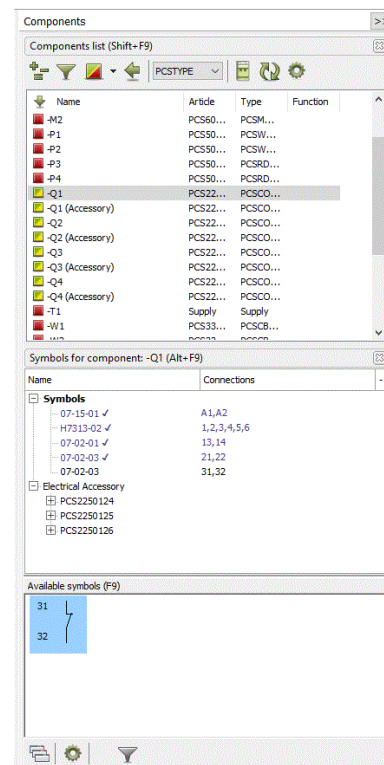 Components
Components list (Shift+F9)
PCSTYPE
Name Article Type Function
-M2 PCS60... PCSM...
-P1 PCS50... PCSW...
-P2 PCS50... PCSW...
-P3 PCS50... PCSRD...
-P4 PCS50... PCSRD...
-Q1 PCS22... PCSCO...
-Q1 (Accessory) PCS22... PCSCO...
-Q2 PCS22... PCSCO...
-Q2 (Accessory) PCS22... PCSCO...
-Q3 PCS22... PCSCO...
-Q3 (Accessory) PCS22... PCSCO...
-Q4 PCS22... PCSCO...
-Q4 (Accessory) PCS22... PCSCO...
-T1 Supply Supply
-W1 PCS33... PCSCB...
Symbols for component: -Q1 (Alt+F9)
Name Connections
Symbols
07-15-01 ✓ A1,A2
H7313-02 ✓ 1,2,3,4,5,6
07-02-01 ✓ 13,14
07-02-03 ✓ 21,22
07-02-03 31,32
Electrical Accessory
PCS2250124
PCS2250125
PCS2250126
Available symbols (F9)
31
32